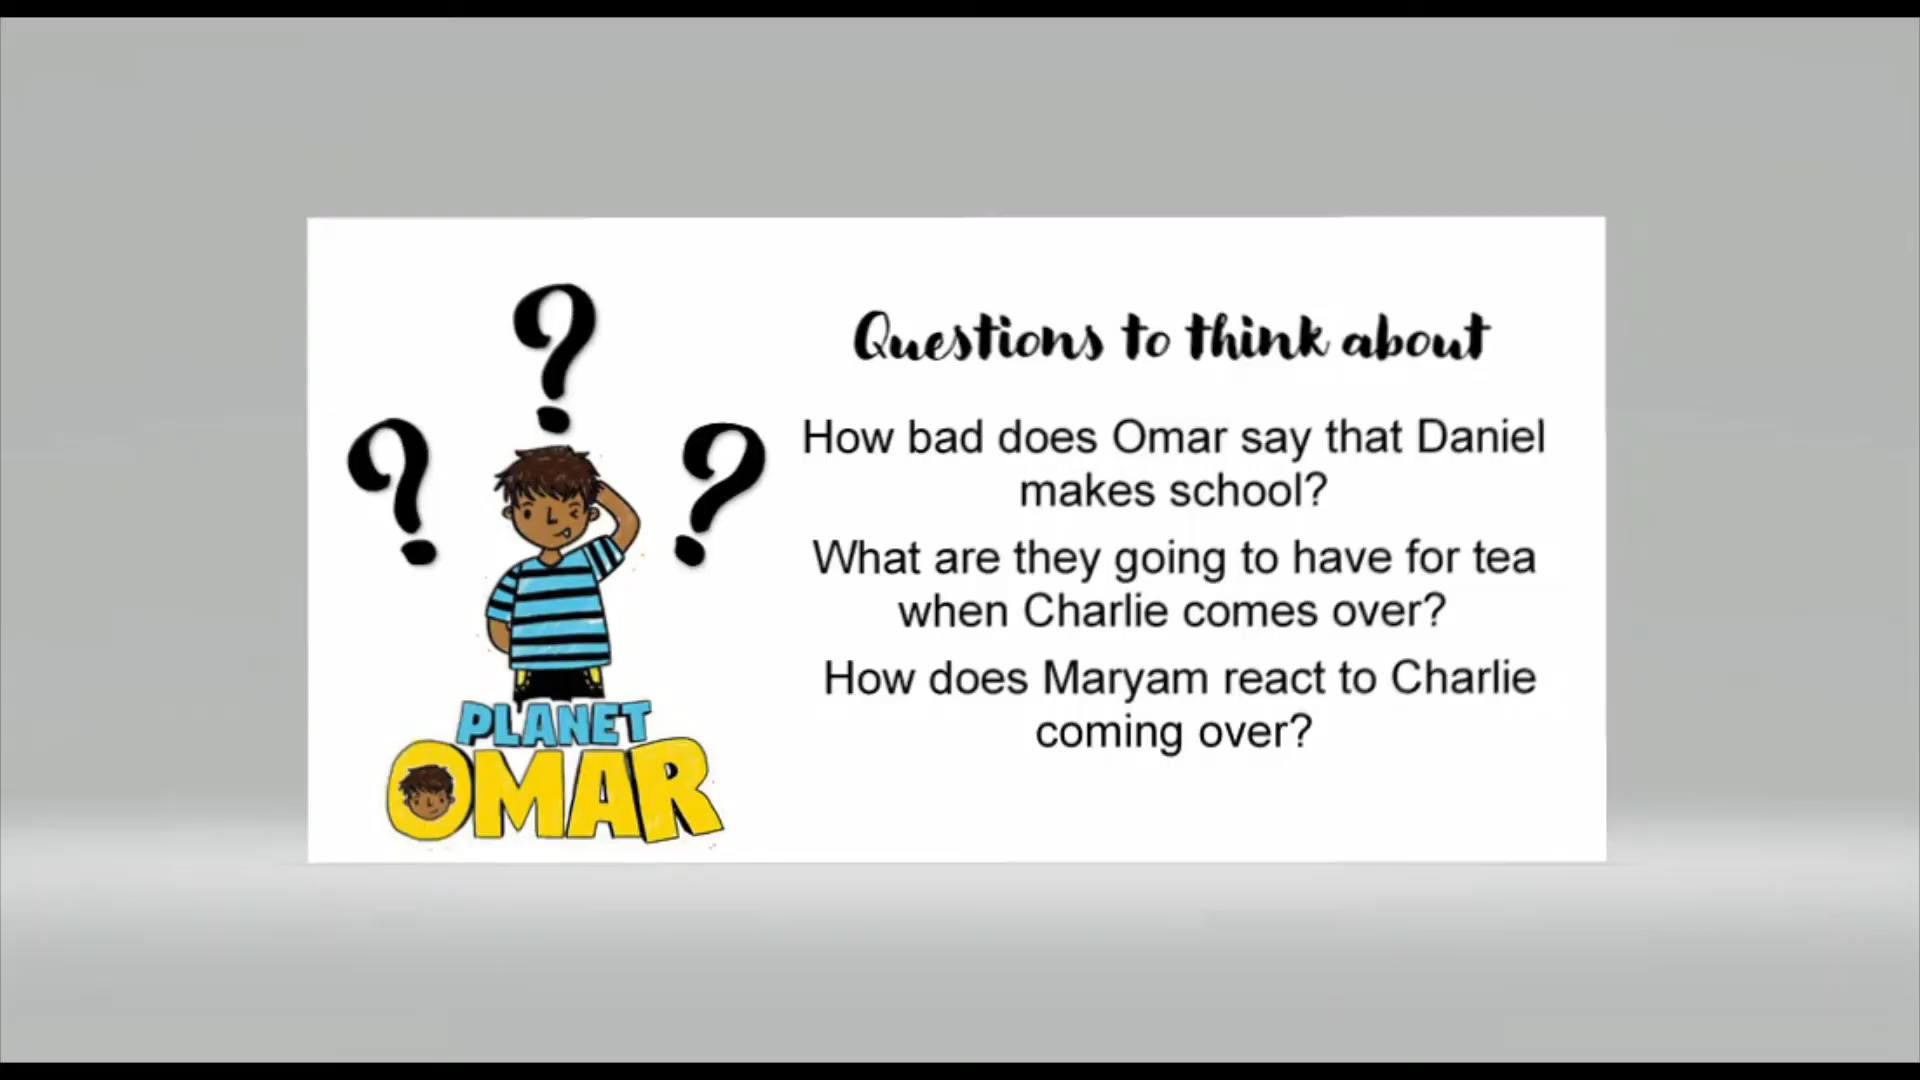 Questions to think about
How bad does Omar say that Daniel
makes school?
What are they going to have for tea
when Charlie comes over?
How does Maryam react to Charlie
coming over?
? ? ?
PLANET
OMAR